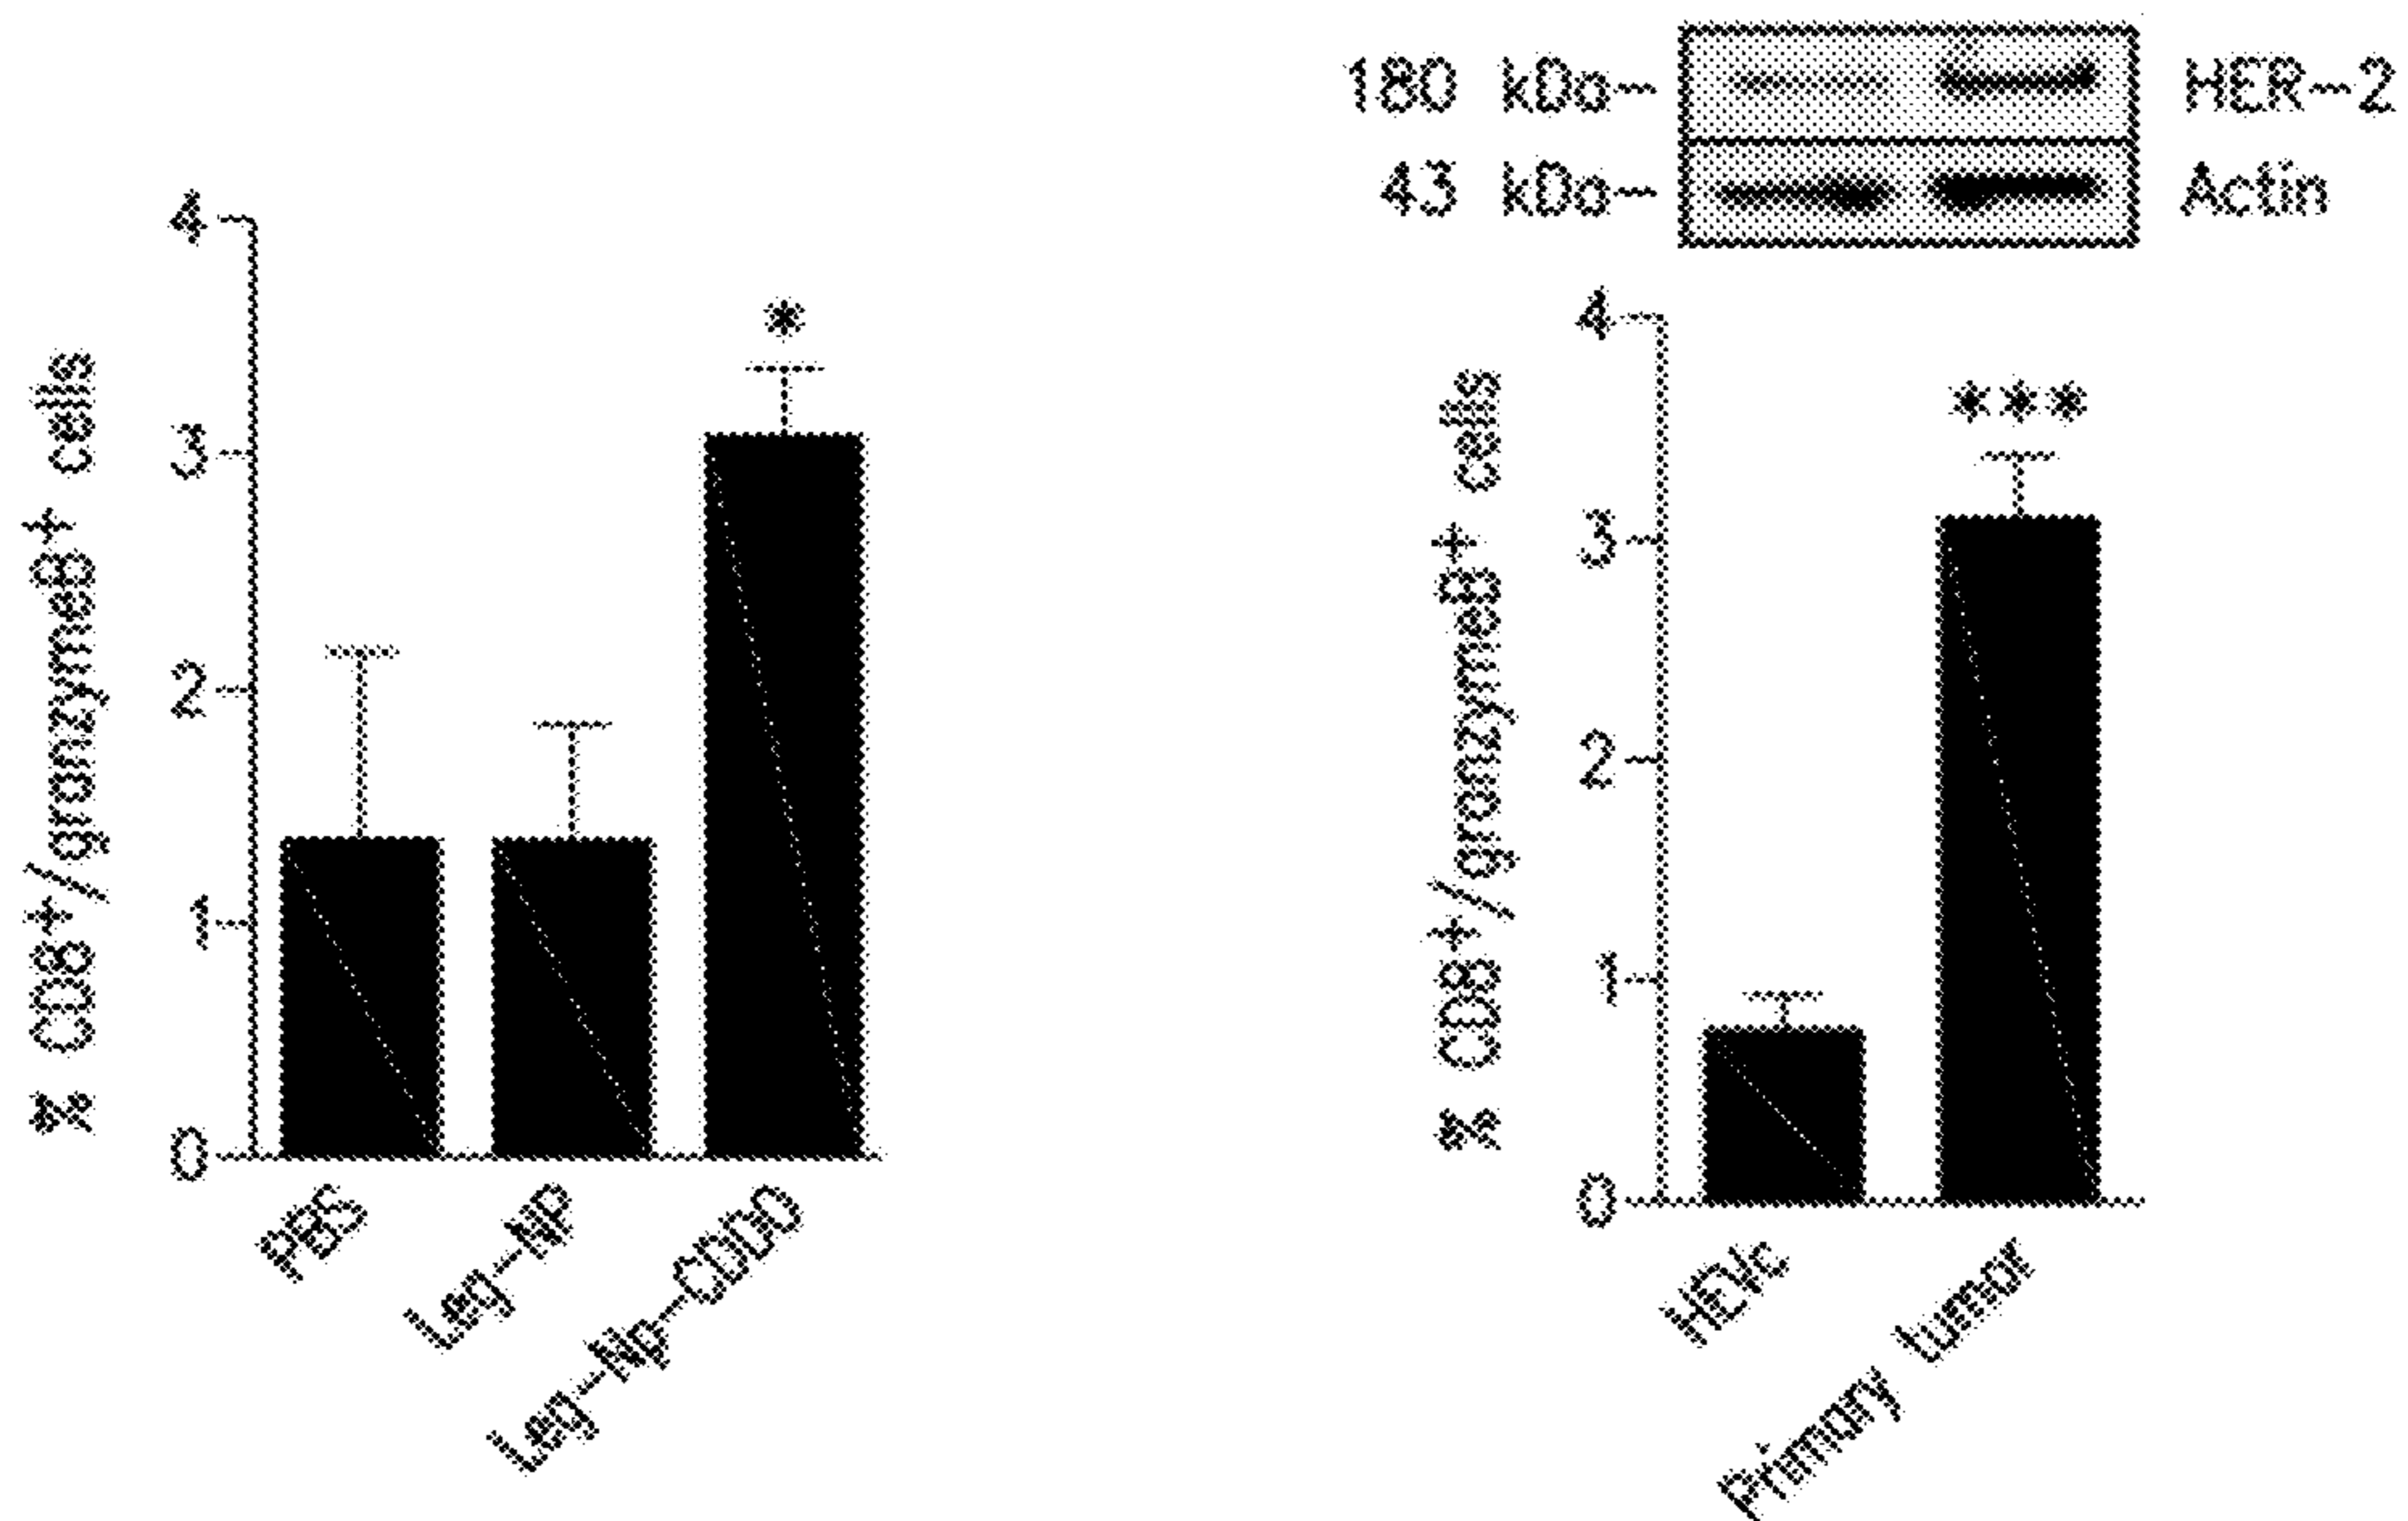 180 kDa
HER-2
43 kDa
Actin
% CD8+/granzymeB+ cells
4
*
3
2
1
0
PBS
Leg-NP
Leg-NP-CDDO
% CD8+/granzymeB+ cells
4
***
3
2
1
0
HEVc
Primary tumor